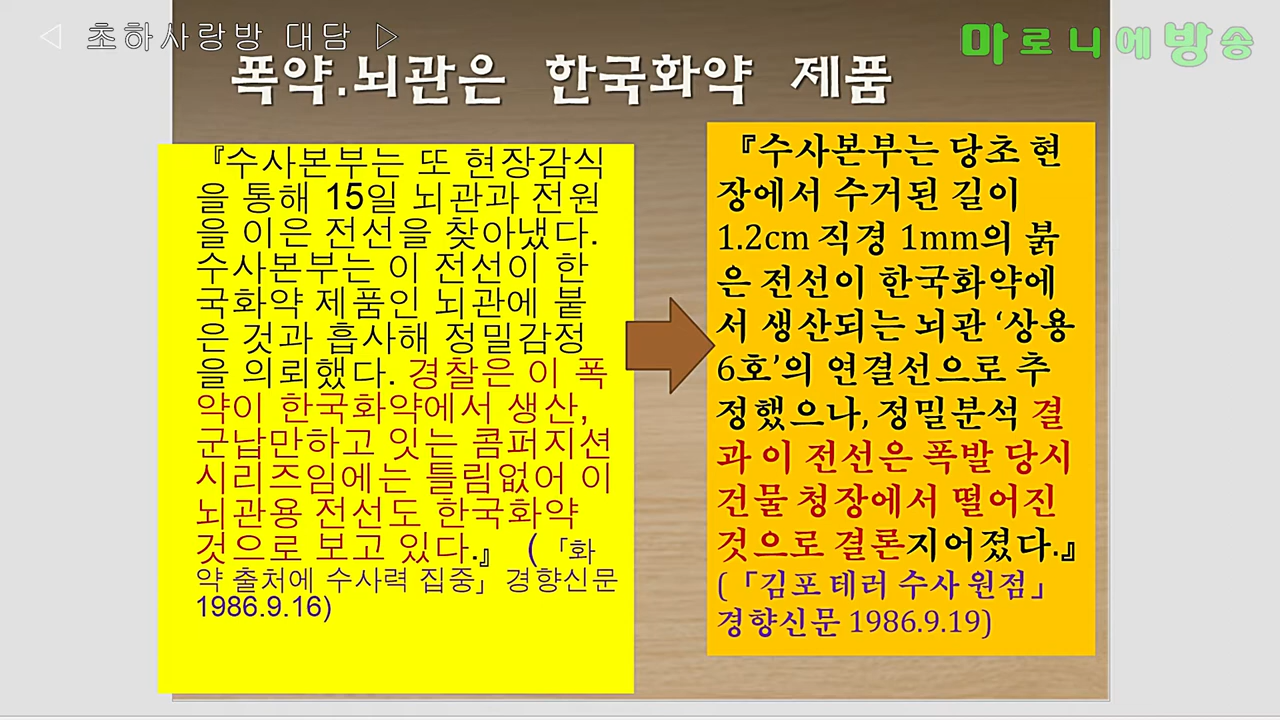 ◁ 초하사랑방 대담 ▷
마로니에방송
폭약.뇌관은 한국화약 제품
『수사본부는 또 현장감식
을 통해 15일 뇌관과 전원
을 이은 전선을 찾아냈다.
수사본부는 이 전선이 한
국화약 제품인 뇌관에 붙
은 것과 흡사해 정밀감정
을 의뢰했다. 경찰은 이 폭
약이 한국화약에서 생산,
군납만하고 잇는 콤퍼지션
시리즈임에는 틀림없어 이
뇌관용 전선도 한국화약
것으로 보고 있다.』 (「화
약 출처에 수사력 집중」경향신문
1986.9.16)
『수사본부는 당초 현
장에서 수거된 길이
1.2cm 직경 1mm의 붉
은 전선이 한국화약에
서 생산되는 뇌관 ‘상용
6호’의 연결선으로 추
정했으나, 정밀분석 결
과 이 전선은 폭발 당시
건물 청장에서 떨어진
것으로 결론지어졌다.』
(「김포 테러 수사 원점」
경향신문 1986.9.19)